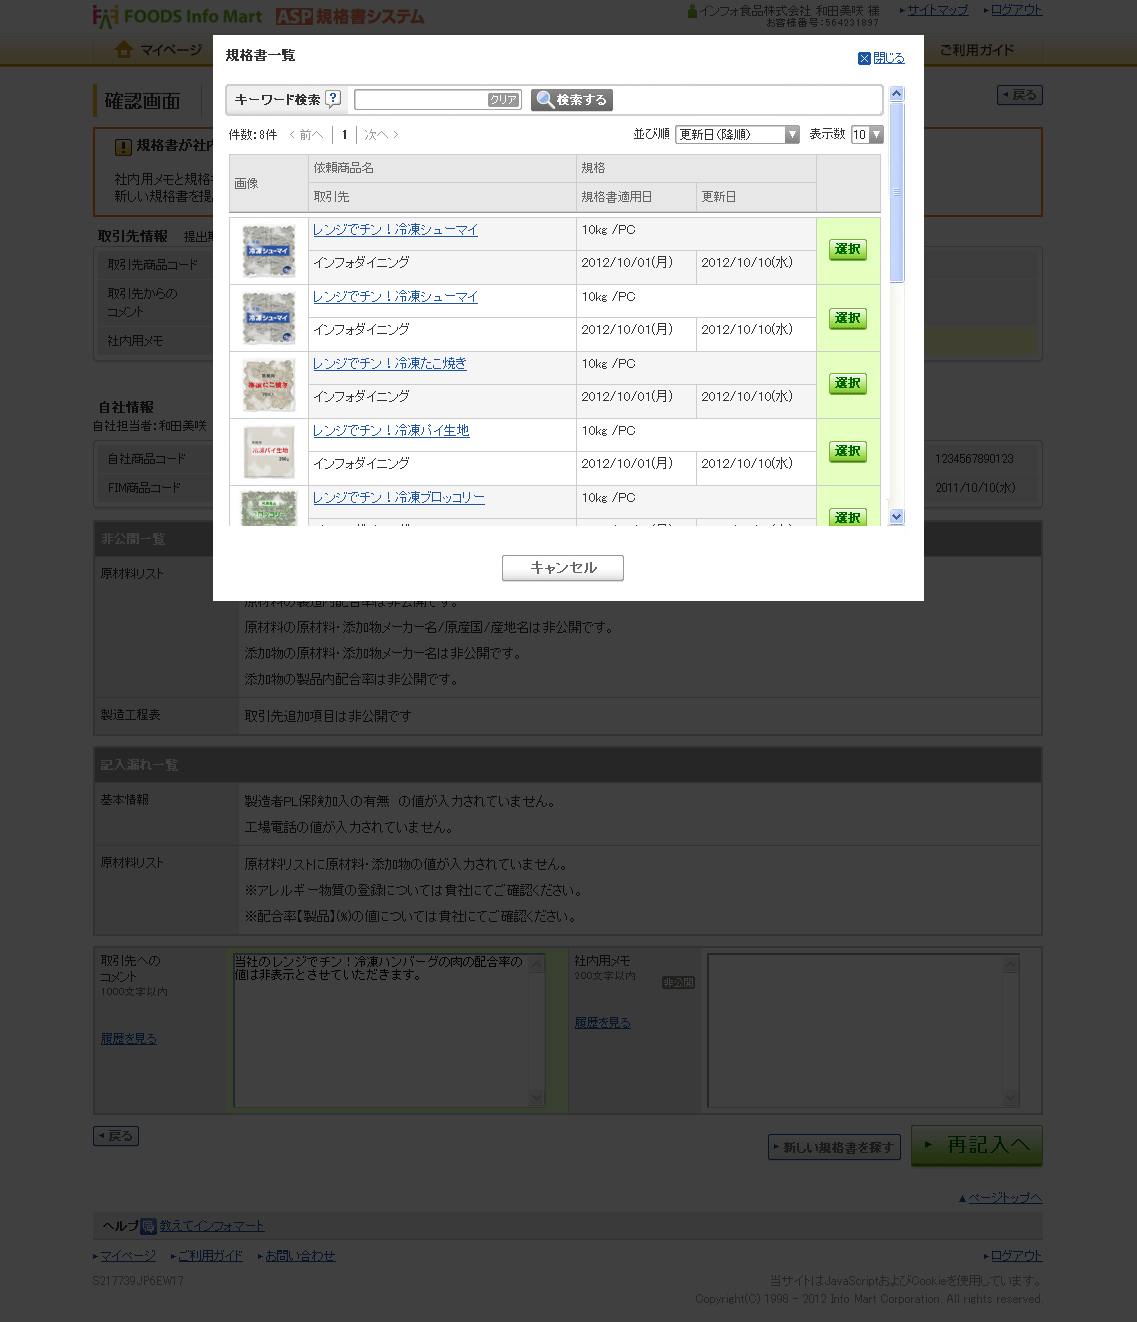 FOODS Info Mart ASP規格書システム
インフォ食品株式会社 和田美咲 様
お客様番号:564231897
サイトマップ
ログアウト
マイページ
ご利用ガイド
規格書一覧
閉じる
確認画面
戻る
キーワード検索 ?
クリア
検索する
件数:8件 前へ 1 次へ
並び順 更新日(降順) 表示数 10
規格書が社内
社内用メモと規格
新しい規格書を提
画像
依頼商品名
規格
取引先
規格書適用日
更新日
レンジでチン!冷凍シューマイ
10kg /PC
選択
インフォダイニング
2012/10/01(月)
2012/10/10(水)
レンジでチン!冷凍シューマイ
10kg /PC
選択
インフォダイニング
2012/10/01(月)
2012/10/10(水)
レンジでチン!冷凍たこ焼き
10kg /PC
選択
インフォダイニング
2012/10/01(月)
2012/10/10(水)
レンジでチン!冷凍パイ生地
10kg /PC
選択
インフォダイニング
2012/10/01(月)
2012/10/10(水)
レンジでチン!冷凍ブロッコリー
10kg /PC
選択
キャンセル
取引先情報 提出期
取引先商品コード
取引先からの
コメント
社内用メモ
自社情報
自社担当者:和田美咲
自社商品コード
1234567890123
FIM商品コード
2011/10/10(水)
非公開一覧
原材料リスト
原材料の製造内配合率は非公開です。
原材料の原材料・添加物メーカー名/原産国/産地名は非公開です。
添加物の原材料・添加物メーカー名は非公開です。
添加物の製品内配合率は非公開です。
製造工程表
取引先追加項目は非公開です
記入漏れ一覧
基本情報
製造者PL保険加入の有無 の値が入力されていません。
工場電話の値が入力されていません。
原材料リスト
原材料リストに原材料・添加物の値が入力されていません。
※アレルギー物質の登録については貴社にてご確認ください。
※配合率【製品】(%)の値については貴社にてご確認ください。
取引先への
コメント
1000文字以内
履歴を見る
当社のレンジでチン!冷凍ハンバーグの肉の配合率の
値は非表示とさせていただきます。
社内用メモ
200文字以内
非公開
履歴を見る
戻る
新しい規格書を探す
再記入へ
ページトップへ
ヘルプ 教えてインフォマート
マイページ
ご利用ガイド
お問い合わせ
ログアウト
S217739JP6EW17
当サイトはJavaScriptおよびCookieを使用しています。
Copyright(C) 1998 - 2012 Info Mart Corporation. All rights reserved.